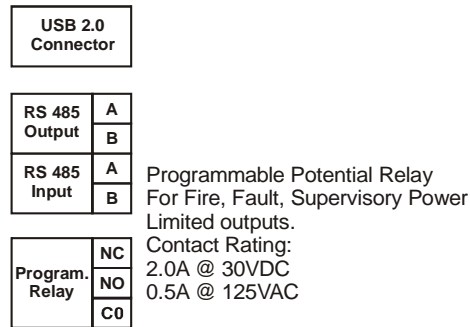 USB 2.0
Connector
RS 485
Output
A
B
RS 485
Input
A
B
Programmable Potential Relay
For Fire, Fault, Supervisory Power
Limited outputs.
Contact Rating:
2.0A @ 30VDC
0.5A @ 125VAC
Program.
Relay
NC
NO
C0